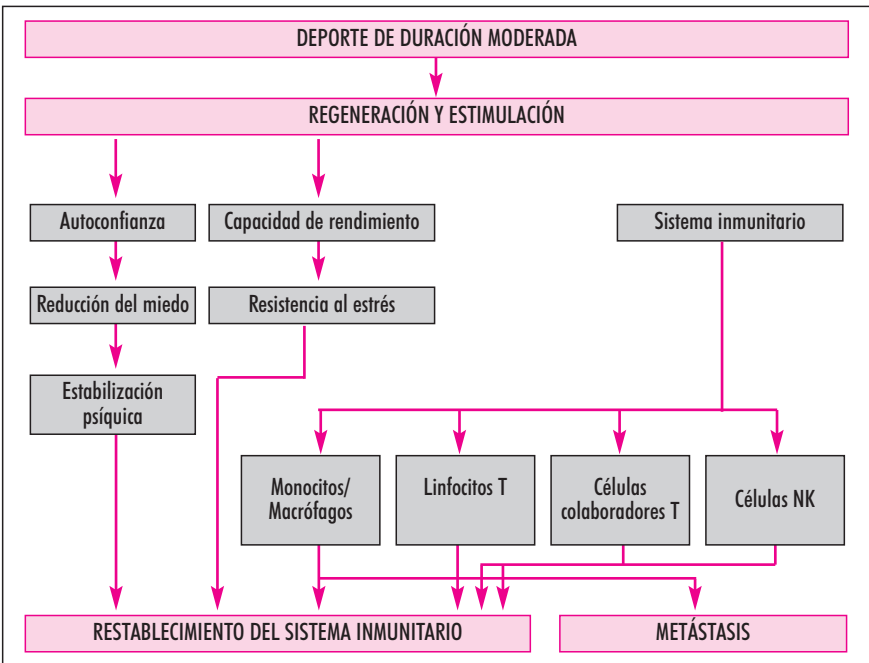 DEPORTE DE DURACIÓN MODERADA
REGENERACIÓN Y ESTIMULACIÓN
Autoconfianza
Capacidad de rendimiento
Sistema inmunitario
Reducción del miedo
Resistencia al estrés
Estabilización
psíquica
Monocitos/
Macrófagos
Linfocitos T
Células
colaboradores T
Células NK
RESTABLECIMIENTO DEL SISTEMA INMUNITARIO
METÁSTASIS